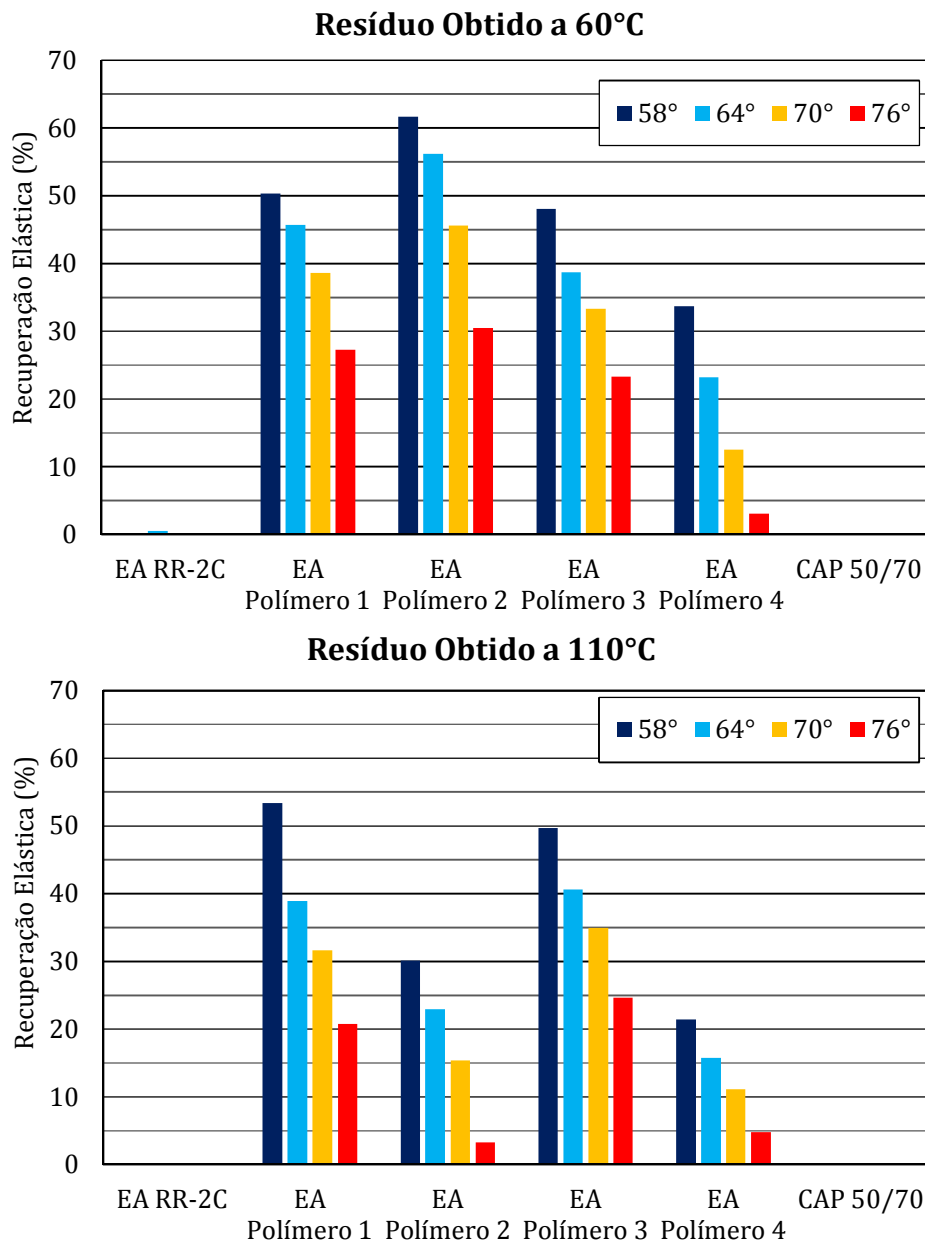 Resíduo Obtido a 60°C
70
60
50
40
30
20
10
0
Recuperação Elástica (%)
58° 64° 70° 76°
EA RR-2C EA EA EA EA CAP 50/70
Polímero 1 Polímero 2 Polímero 3 Polímero 4
Resíduo Obtido a 110°C
70
60
50
40
30
20
10
0
Recuperação Elástica (%)
58° 64° 70° 76°
EA RR-2C EA EA EA EA CAP 50/70
Polímero 1 Polímero 2 Polímero 3 Polímero 4